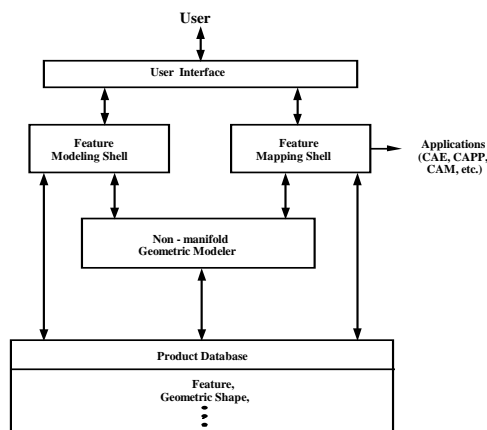 User
User Interface
Feature
Modeling Shell
Feature
Mapping Shell
Applications
(CAE, CAPP,
CAM, etc.)
Non - manifold
Geometric Modeler
Product Database
Feature,
Geometric Shape,